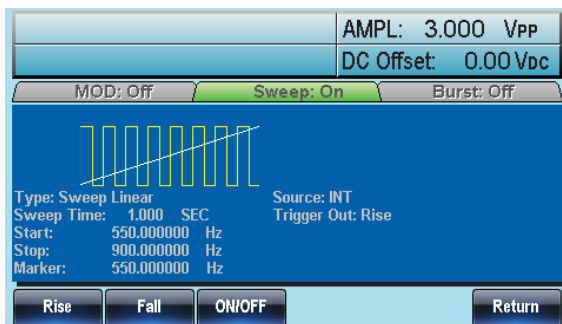 AMPL: 3.000 VPP
DC Offset: 0.00 VDC
MOD: Off Sweep: On Burst: Off
Type: Sweep Linear Source: INT
Sweep Time: 1.000 SEC Trigger Out: Rise
Start: 550.000000 Hz
Stop: 900.000000 Hz
Marker: 550.000000 Hz
Rise Fall ON/OFF Return